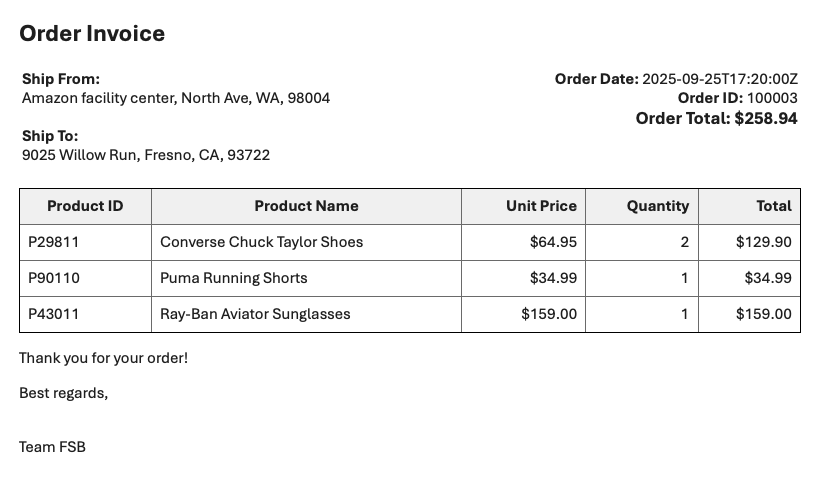 Order Invoice
Ship From:
Amazon facility center, North Ave, WA, 98004
Ship To:
9025 Willow Run, Fresno, CA, 93722
Order Date: 2025-09-25T17:20:00Z
Order ID: 100003
Order Total: $258.94
Product ID Product Name Unit Price Quantity Total
P29811 Converse Chuck Taylor Shoes $64.95 2 $129.90
P90110 Puma Running Shorts $34.99 1 $34.99
P43011 Ray-Ban Aviator Sunglasses $159.00 1 $159.00
Thank you for your order!
Best regards,
Team FSB